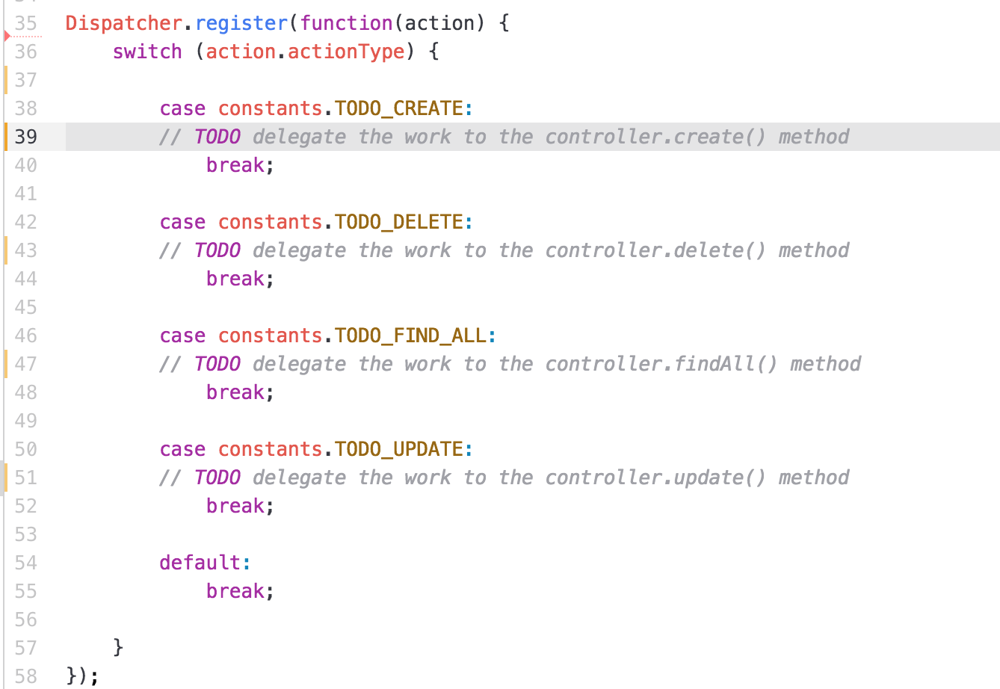 35 Dispatcher.register(function(action) {
36     switch (action.actionType) {
37
38         case constants.TODO_CREATE:
39         // TODO delegate the work to the controller.create() method
40             break;
41
42         case constants.TODO_DELETE:
43         // TODO delegate the work to the controller.delete() method
44             break;
45
46         case constants.TODO_FIND_ALL:
47         // TODO delegate the work to the controller.findAll() method
48             break;
49
50         case constants.TODO_UPDATE:
51         // TODO delegate the work to the controller.update() method
52             break;
53
54         default:
55             break;
56
57     }
58 });